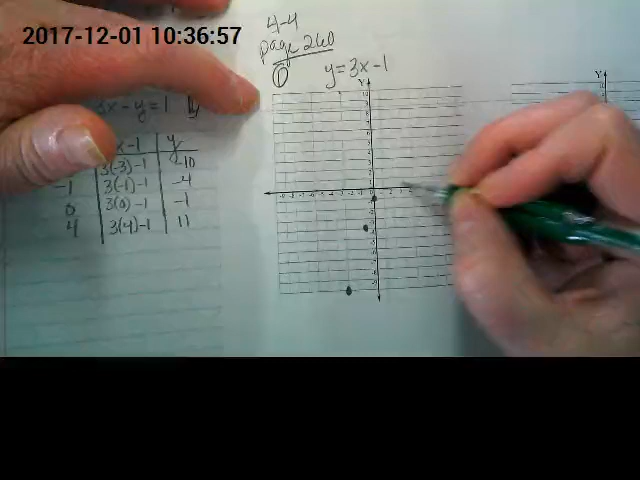 2017-12-01 10:36:57
4-4
page 260
① y=3x-1
3x-y=1
x-1 y
3(-3)-1 -10
-1 3(-1)-1 -4
0 3(0)-1 -1
4 3(4)-1 11
Y
Y